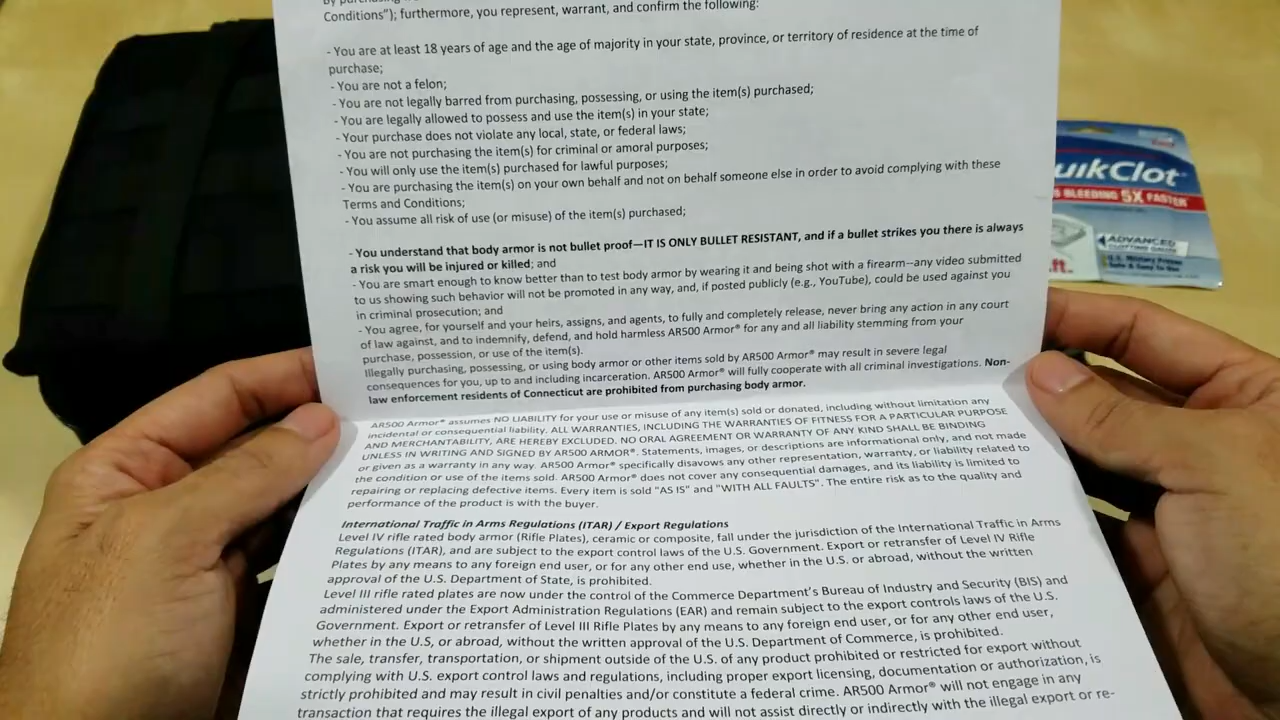 By purchasing
Conditions”); furthermore, you represent, warrant, and confirm the following:
- You are at least 18 years of age and the age of majority in your state, province, or territory of residence at the time of
purchase;
- You are not a felon;
- You are not legally barred from purchasing, possessing, or using the item(s) purchased;
- You are legally allowed to possess and use the item(s) in your state;
- Your purchase does not violate any local, state, or federal laws;
- You are not purchasing the item(s) for criminal or amoral purposes;
- You will only use the item(s) purchased for lawful purposes;
- You are purchasing the item(s) on your own behalf and not on behalf someone else in order to avoid complying with these
Terms and Conditions;
- You assume all risk of use (or misuse) of the item(s) purchased;
- You understand that body armor is not bullet proof—IT IS ONLY BULLET RESISTANT, and if a bullet strikes you there is always
a risk you will be injured or killed; and
- You are smart enough to know better than to test body armor by wearing it and being shot with a firearm--any video submitted
to us showing such behavior will not be promoted in any way, and, if posted publicly (e.g., YouTube), could be used against you
in criminal prosecution; and
- You agree, for yourself and your heirs, assigns, and agents, to fully and completely release, never bring any action in any court
of law against, and to indemnify, defend, and hold harmless AR500 Armor® for any and all liability stemming from your
purchase, possession, or use of the item(s).
Illegally purchasing, possessing, or using body armor or other items sold by AR500 Armor® may result in severe legal
consequences for you, up to and including incarceration. AR500 Armor® will fully cooperate with all criminal investigations. Non-
law enforcement residents of Connecticut are prohibited from purchasing body armor.
AR500 Armor® assumes NO LIABILITY for your use or misuse of any item(s) sold or donated, including without limitation any
incidental or consequential liability. ALL WARRANTIES, INCLUDING THE WARRANTIES OF FITNESS FOR A PARTICULAR PURPOSE
AND MERCHANTABILITY, ARE HEREBY EXCLUDED. NO ORAL AGREEMENT OR WARRANTY OF ANY KIND SHALL BE BINDING
UNLESS IN WRITING AND SIGNED BY AR500 ARMOR®. Statements, images, or descriptions are informational only, and not made
or given as a warranty in any way. AR500 Armor® specifically disavows any other representation, warranty, or liability related to
the condition or use of the items sold. AR500 Armor® does not cover any consequential damages, and its liability is limited to
repairing or replacing defective items. Every item is sold "AS IS" and "WITH ALL FAULTS". The entire risk as to the quality and
performance of the product is with the buyer.
International Traffic in Arms Regulations (ITAR) / Export Regulations
Level IV rifle rated body armor (Rifle Plates), ceramic or composite, fall under the jurisdiction of the International Traffic in Arms
Regulations (ITAR), and are subject to the export control laws of the U.S. Government. Export or retransfer of Level IV Rifle
Plates by any means to any foreign end user, or for any other end use, whether in the U.S. or abroad, without the written
approval of the U.S. Department of State, is prohibited.
Level III rifle rated plates are now under the control of the Commerce Department’s Bureau of Industry and Security (BIS) and
administered under the Export Administration Regulations (EAR) and remain subject to the export controls laws of the U.S.
Government. Export or retransfer of Level III Rifle Plates by any means to any foreign end user, or for any other end user,
whether in the U.S, or abroad, without the written approval of the U.S. Department of Commerce, is prohibited.
The sale, transfer, transportation, or shipment outside of the U.S. of any product prohibited or restricted for export without
complying with U.S. export control laws and regulations, including proper export licensing, documentation or authorization, is
strictly prohibited and may result in civil penalties and/or constitute a federal crime. AR500 Armor® will not engage in any
transaction that requires the illegal export of any products and will not assist directly or indirectly with the illegal export or re-
uikClot
BLEEDING 5X FASTER
ADVANCED
CLOTTING GAUZE
U.S. Military Proven
Safe & Easy to Use
ft.